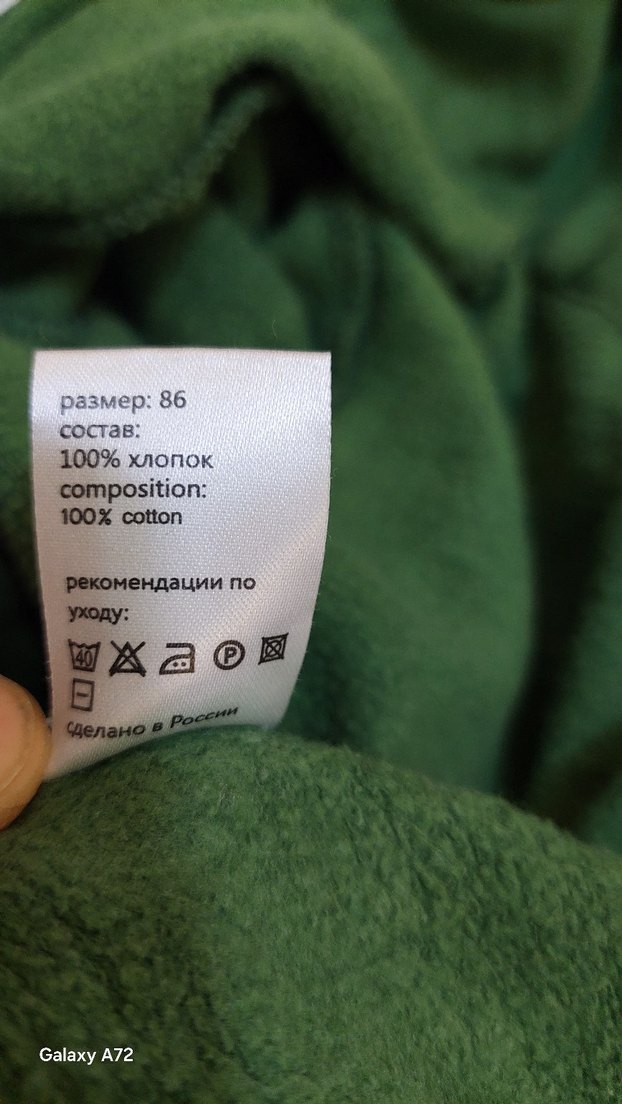 размер: 86
состав:
100% хлопок
composition:
100% cotton
рекомендации по
уходу:
40 P
сделано в России
Galaxy A72